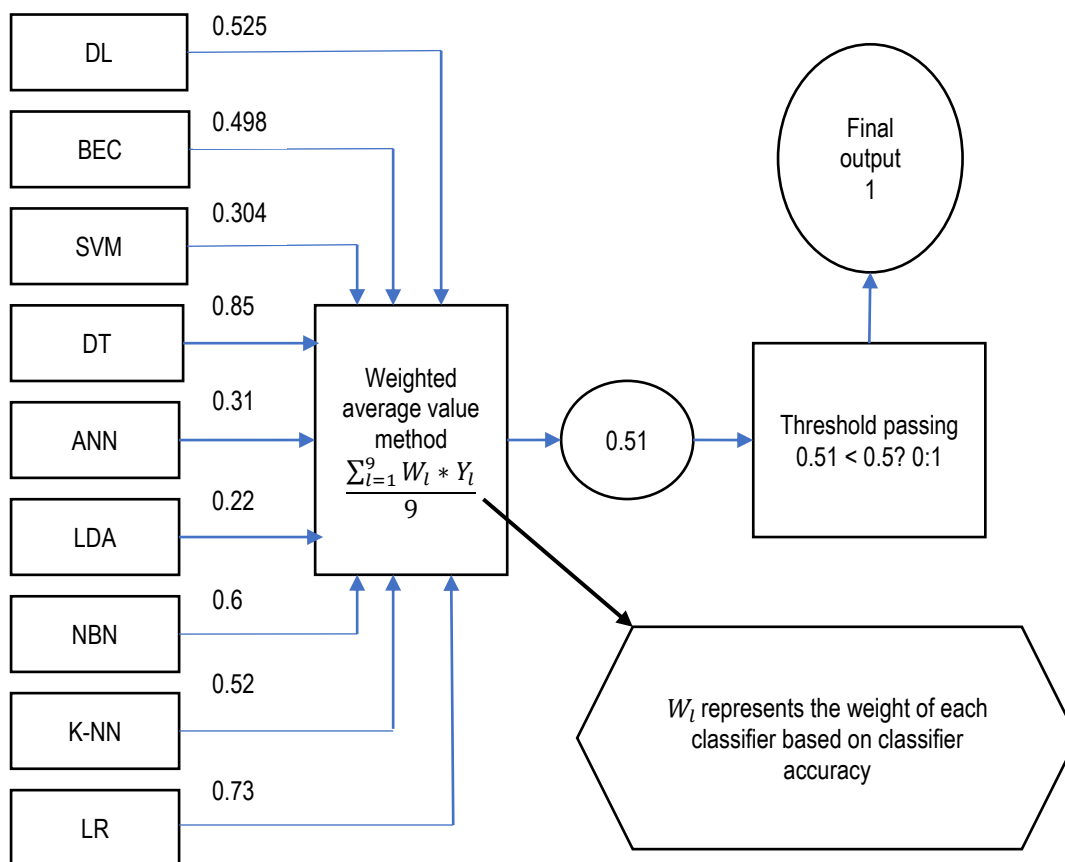 DL
0.525
BEC
0.498
SVM
0.304
DT
0.85
ANN
0.31
LDA
0.22
NBN
0.6
K-NN
0.52
LR
0.73
Weighted
average value
method
$\frac{\sum_{l=1}^{9} W_l * Y_l}{9}$
0.51
Threshold passing
0.51 < 0.5? 0:1
Final
output
1
$W_l$ represents the weight of each
classifier based on classifier
accuracy